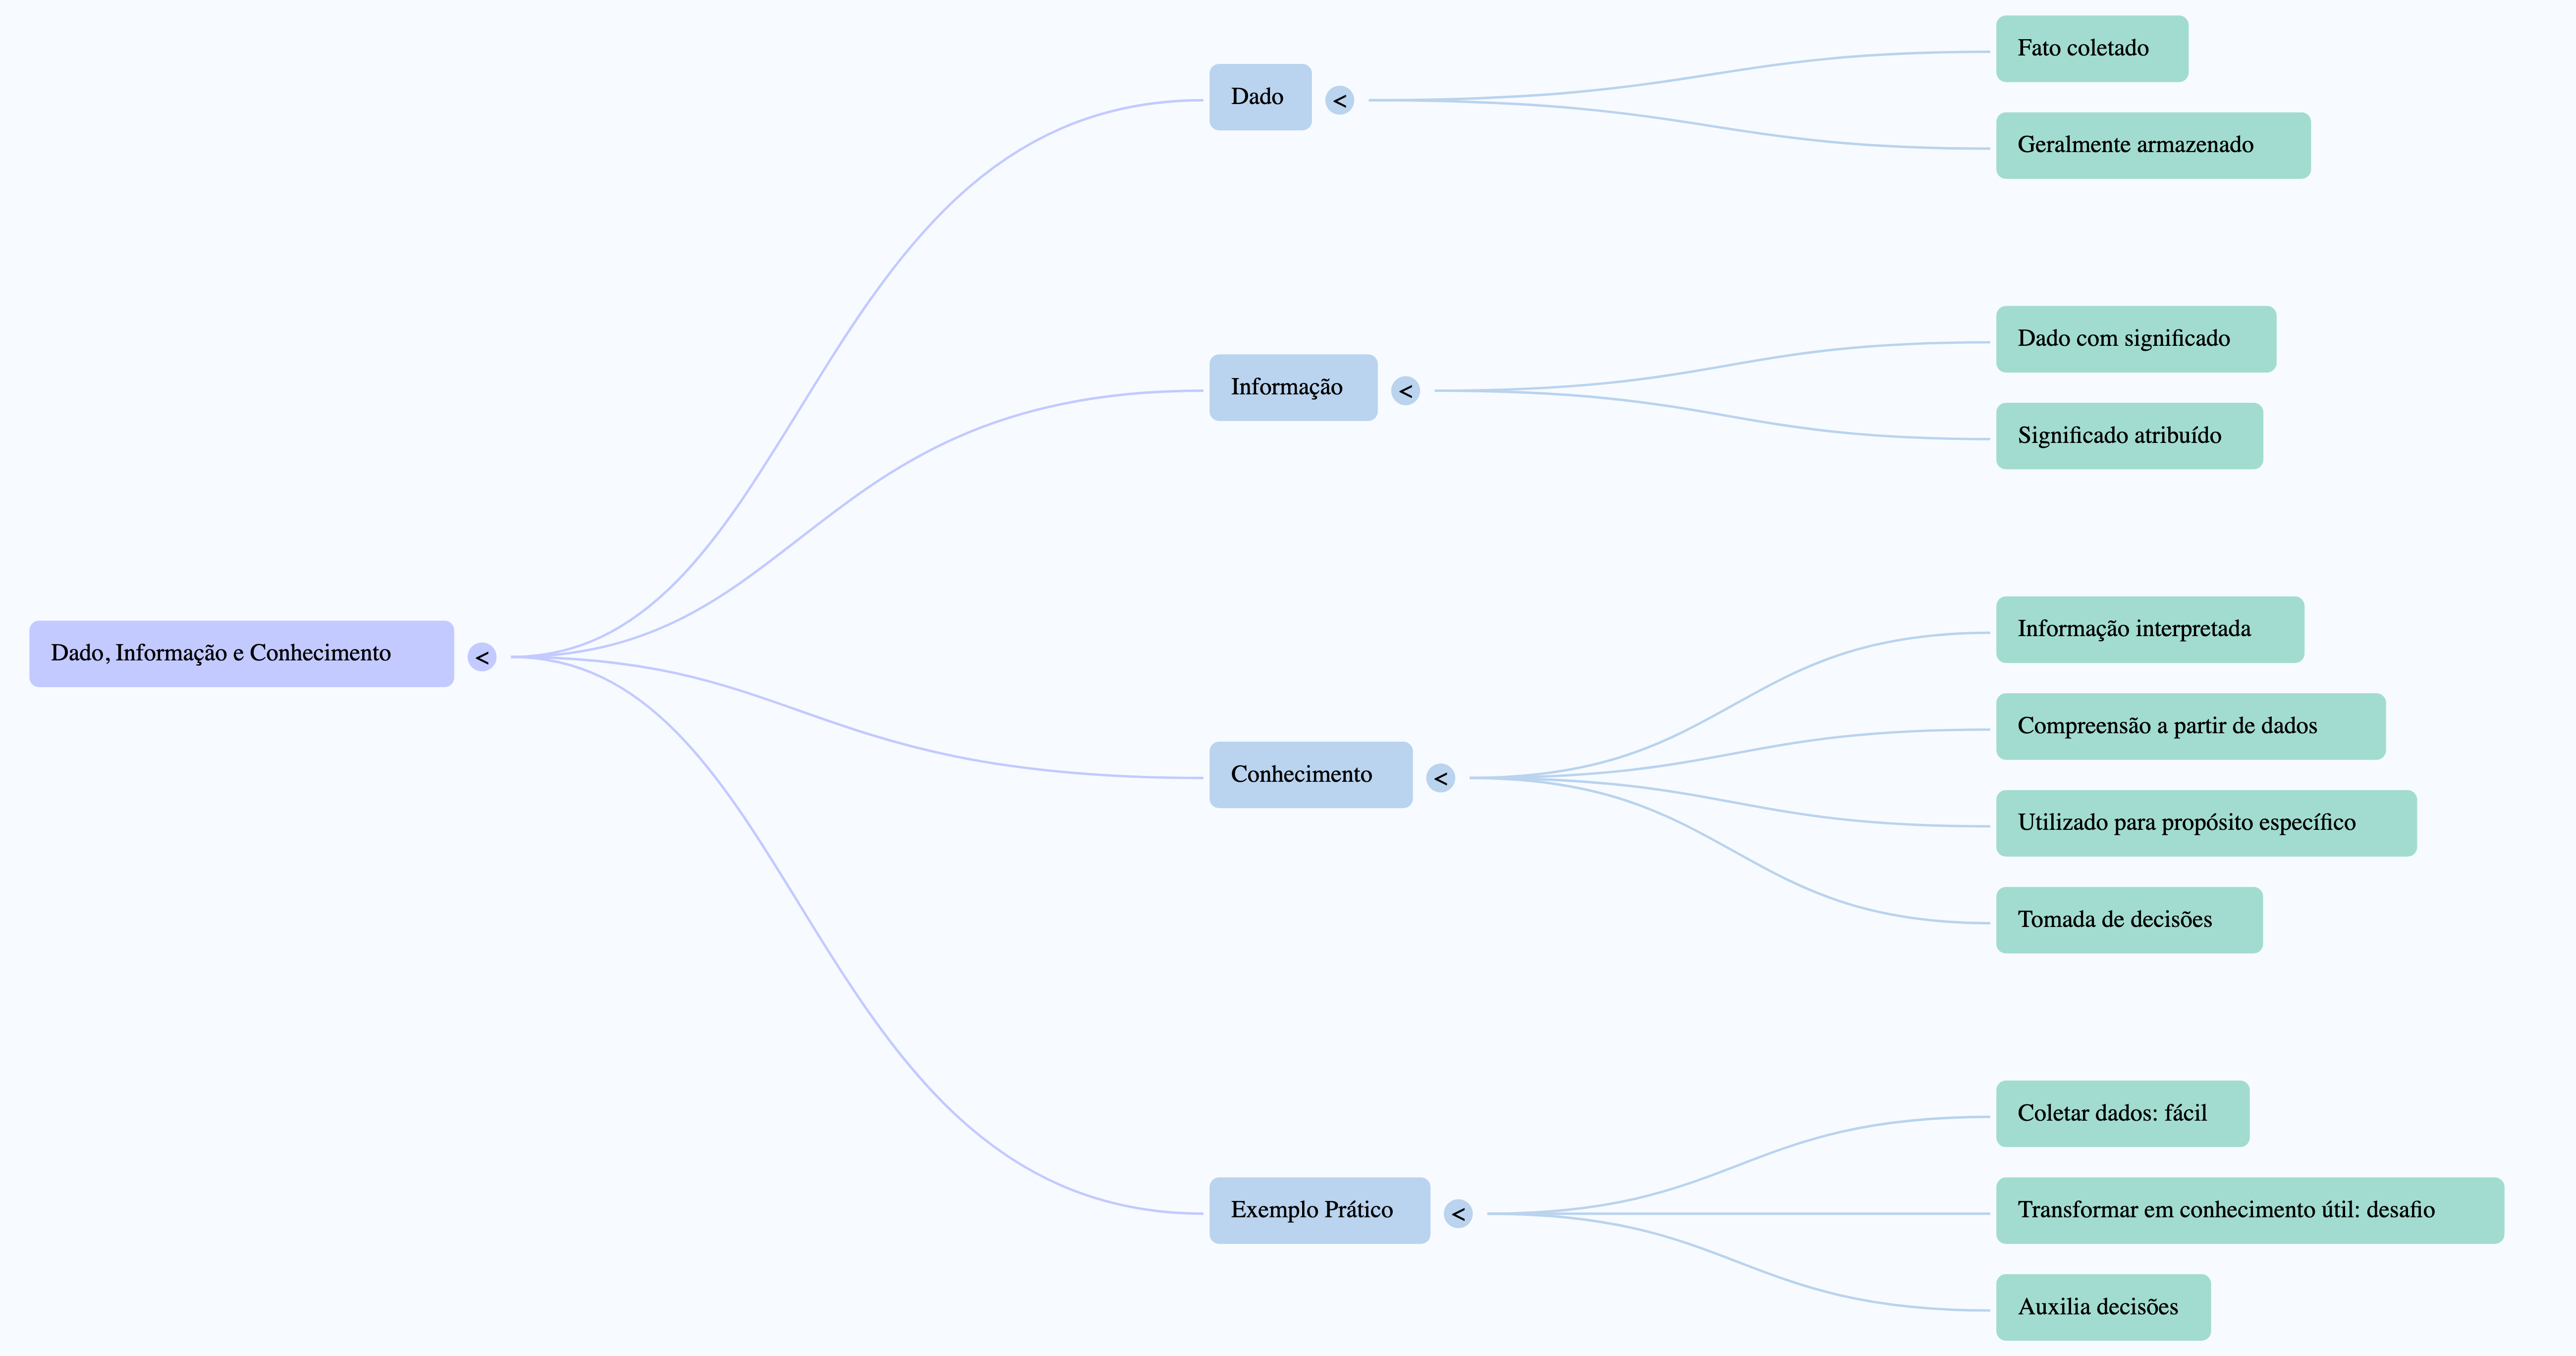 Dado, Informação e Conhecimento
<
Dado
<
Fato coletado
Geralmente armazenado
Informação
<
Dado com significado
Significado atribuído
Conhecimento
<
Informação interpretada
Compreensão a partir de dados
Utilizado para propósito específico
Tomada de decisões
Exemplo Prático
<
Coletar dados: fácil
Transformar em conhecimento útil: desafio
Auxilia decisões